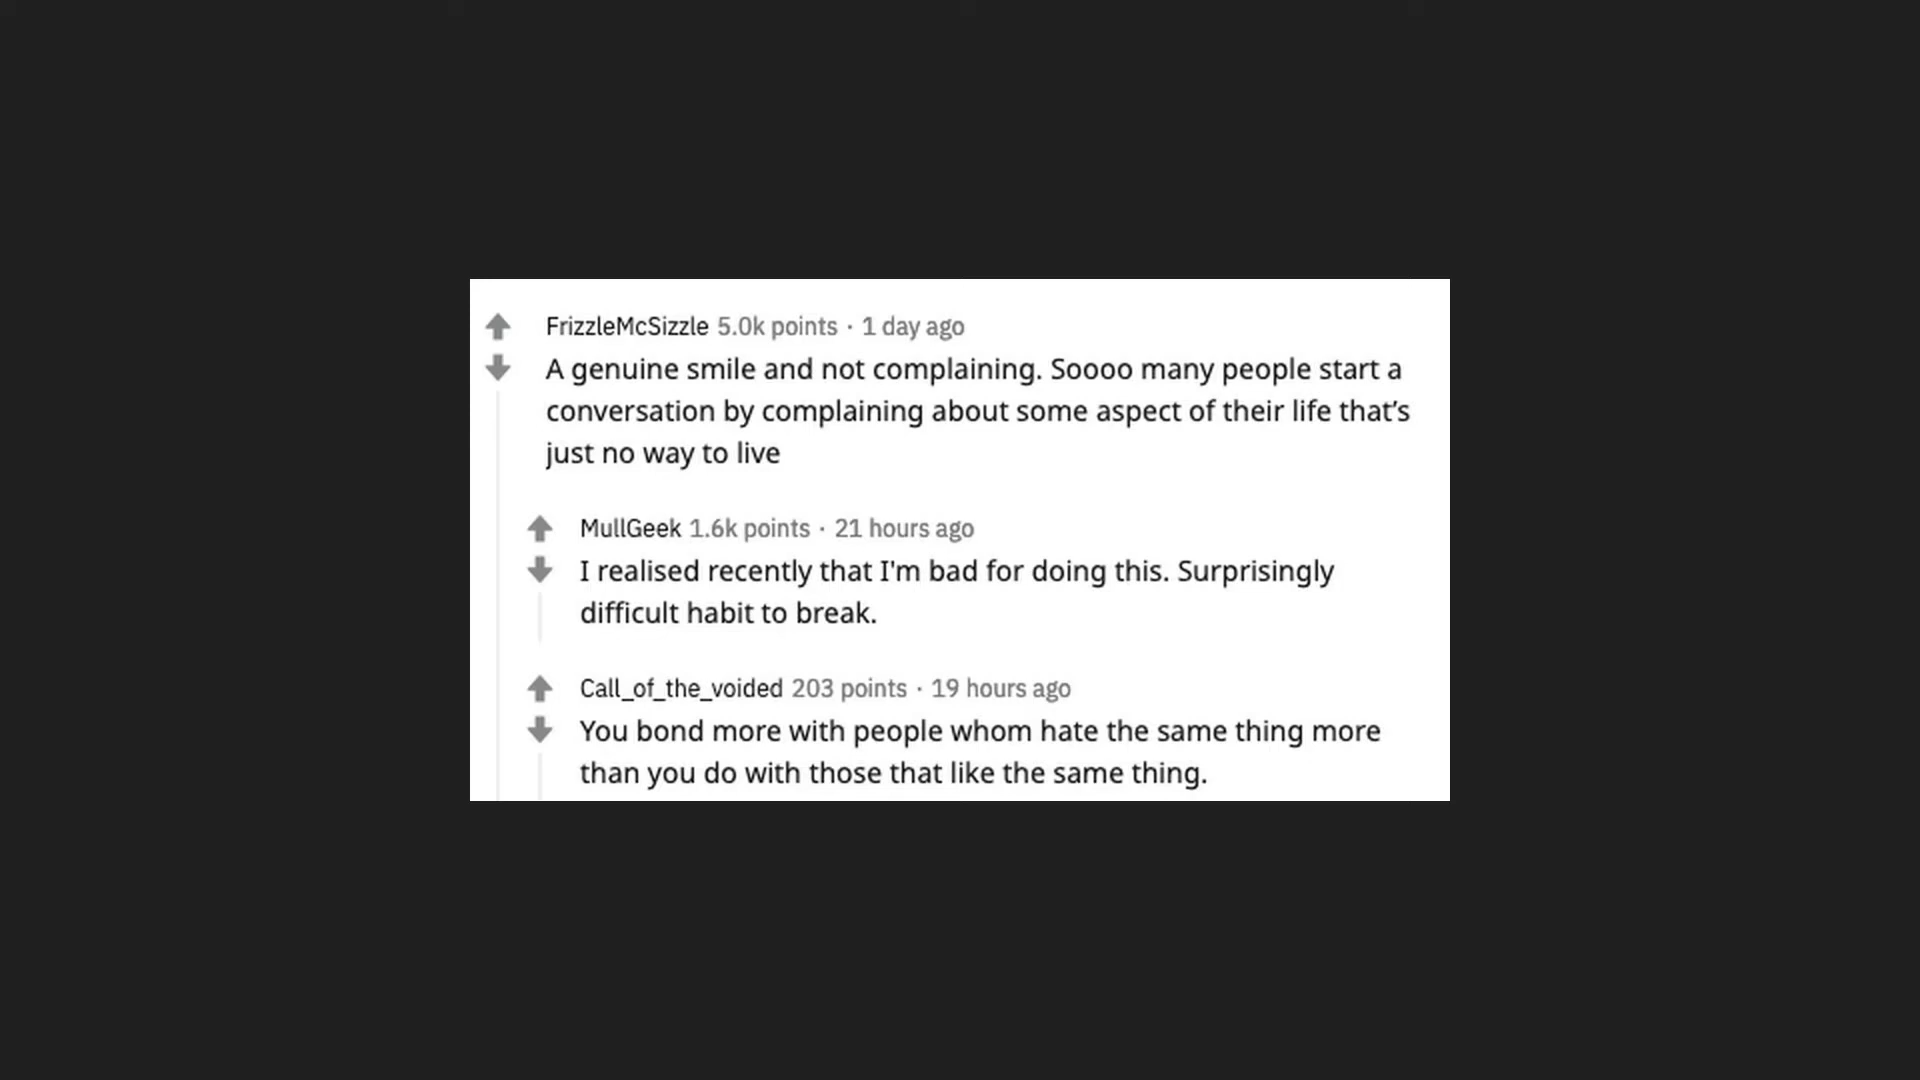 FrizzleMcSizzle 5.0k points · 1 day ago
A genuine smile and not complaining. Soooo many people start a
conversation by complaining about some aspect of their life that’s
just no way to live
MullGeek 1.6k points · 21 hours ago
I realised recently that I'm bad for doing this. Surprisingly
difficult habit to break.
Call_of_the_voided 203 points · 19 hours ago
You bond more with people whom hate the same thing more
than you do with those that like the same thing.